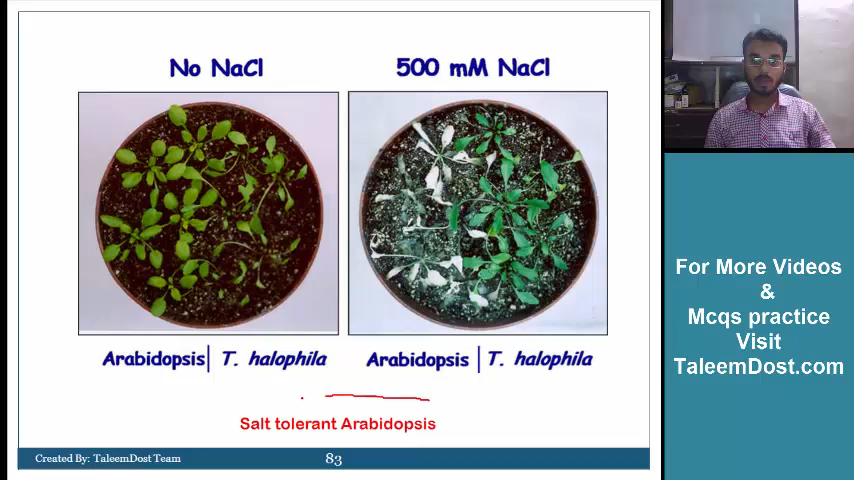 No NaCl
500 mM NaCl
Arabidopsis | T. halophila
Arabidopsis | T. halophila
Salt tolerant Arabidopsis
Created By: TaleemDost Team
83
For More Videos
&
Mcqs practice
Visit
TaleemDost.com